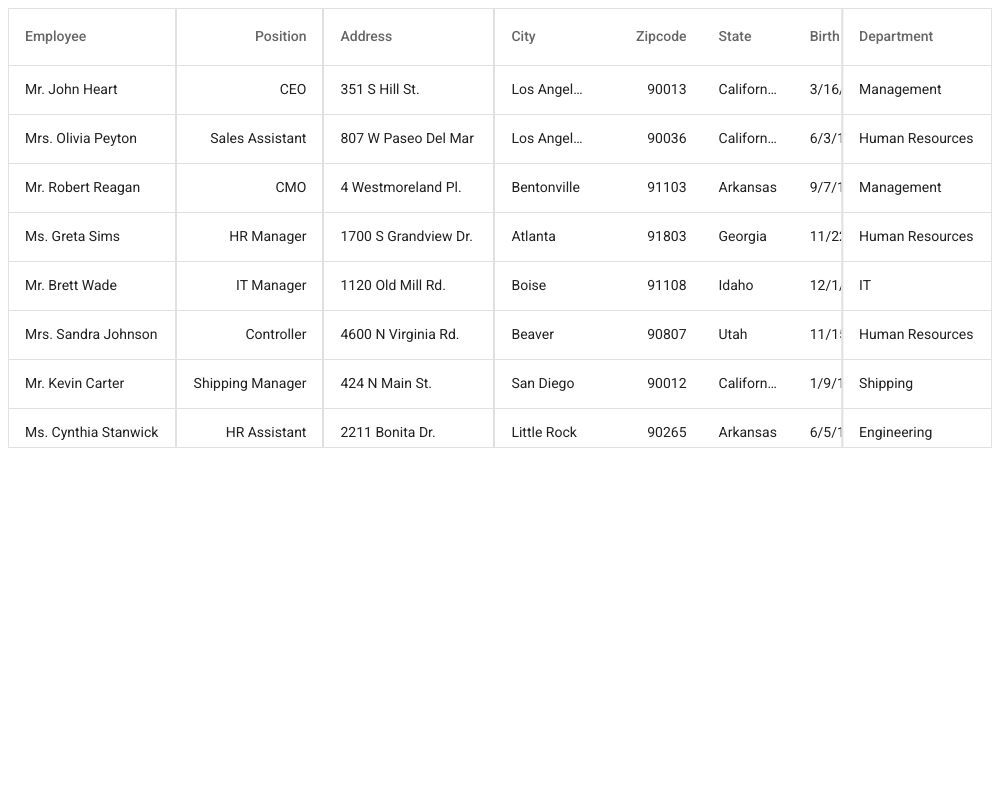 Employee Position Address City Zipcode State Birth Department
Mr. John Heart CEO 351 S Hill St. Los Angel... 90013 Californ... 3/16/ Management
Mrs. Olivia Peyton Sales Assistant 807 W Paseo Del Mar Los Angel... 90036 Californ... 6/3/1 Human Resources
Mr. Robert Reagan CMO 4 Westmoreland Pl. Bentonville 91103 Arkansas 9/7/1 Management
Ms. Greta Sims HR Manager 1700 S Grandview Dr. Atlanta 91803 Georgia 11/22 Human Resources
Mr. Brett Wade IT Manager 1120 Old Mill Rd. Boise 91108 Idaho 12/1/ IT
Mrs. Sandra Johnson Controller 4600 N Virginia Rd. Beaver 90807 Utah 11/15 Human Resources
Mr. Kevin Carter Shipping Manager 424 N Main St. San Diego 90012 Californ... 1/9/1 Shipping
Ms. Cynthia Stanwick HR Assistant 2211 Bonita Dr. Little Rock 90265 Arkansas 6/5/1 Engineering